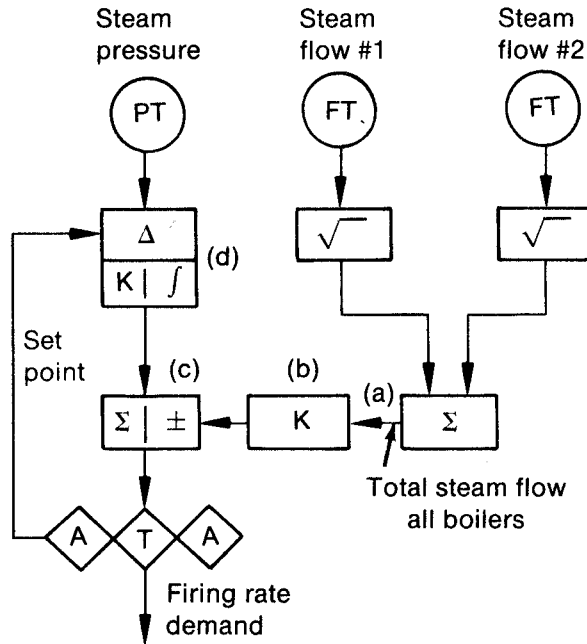 Steam
pressure
Steam
flow #1
Steam
flow #2
PT
FT
FT
Δ
K | ∫
(d)
√
√
Set
point
(c)
(b)
(a)
Σ | ±
K
Σ
Total steam flow
all boilers
A
T
A
Firing rate
demand